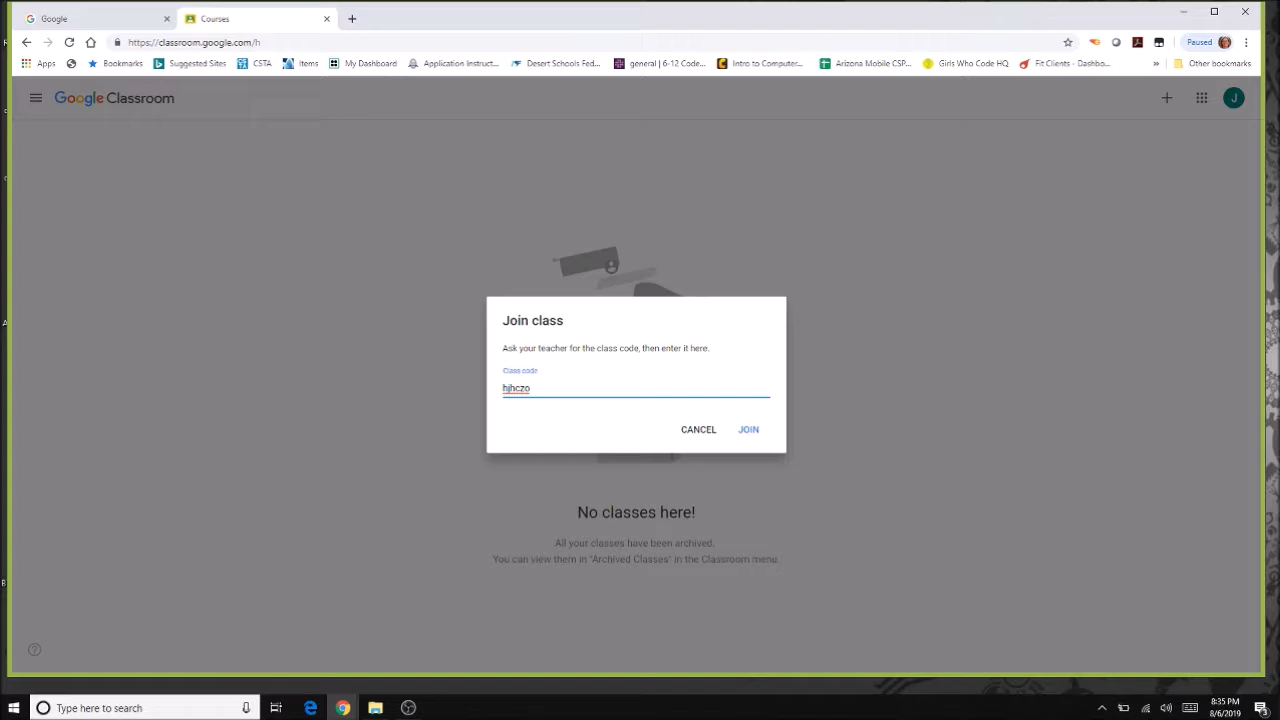 Google
Courses
https://classroom.google.com/h
Paused
Apps
Bookmarks
Suggested Sites
CSTA
Items
My Dashboard
Application Instruct...
Desert Schools Fed...
general | 6-12 Code...
Intro to Computer...
Arizona Mobile CSP...
Girls Who Code HQ
Fit Clients - Dashbo...
»
Other bookmarks
Google Classroom
J
Join class
Ask your teacher for the class code, then enter it here.
Class code
hjhczo
CANCEL
JOIN
No classes here!
All your classes have been archived.
You can view them in "Archived Classes" in the Classroom menu.
Type here to search
8:35 PM
8/6/2019